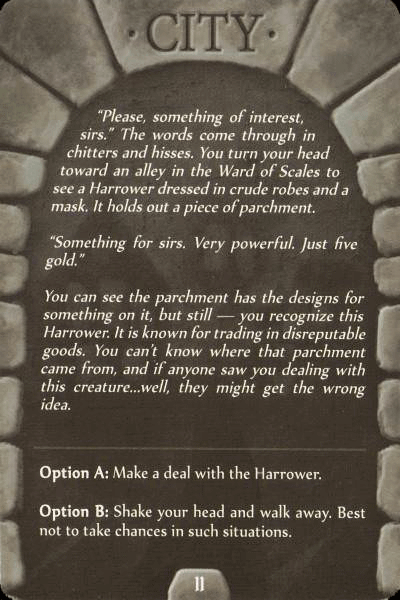 ·CITY·
“Please, something of interest,
sirs.” The words come through in
chitters and hisses. You turn your head
toward an alley in the Ward of Scales to
see a Harrower dressed in crude robes and a
mask. It holds out a piece of parchment.
“Something for sirs. Very powerful. Just five
gold.”
You can see the parchment has the designs for
something on it, but still — you recognize this
Harrower. It is known for trading in disreputable
goods. You can’t know where that parchment
came from, and if anyone saw you dealing with
this creature...well, they might get the wrong
idea.
Option A: Make a deal with the Harrower.
Option B: Shake your head and walk away. Best
not to take chances in such situations.
11